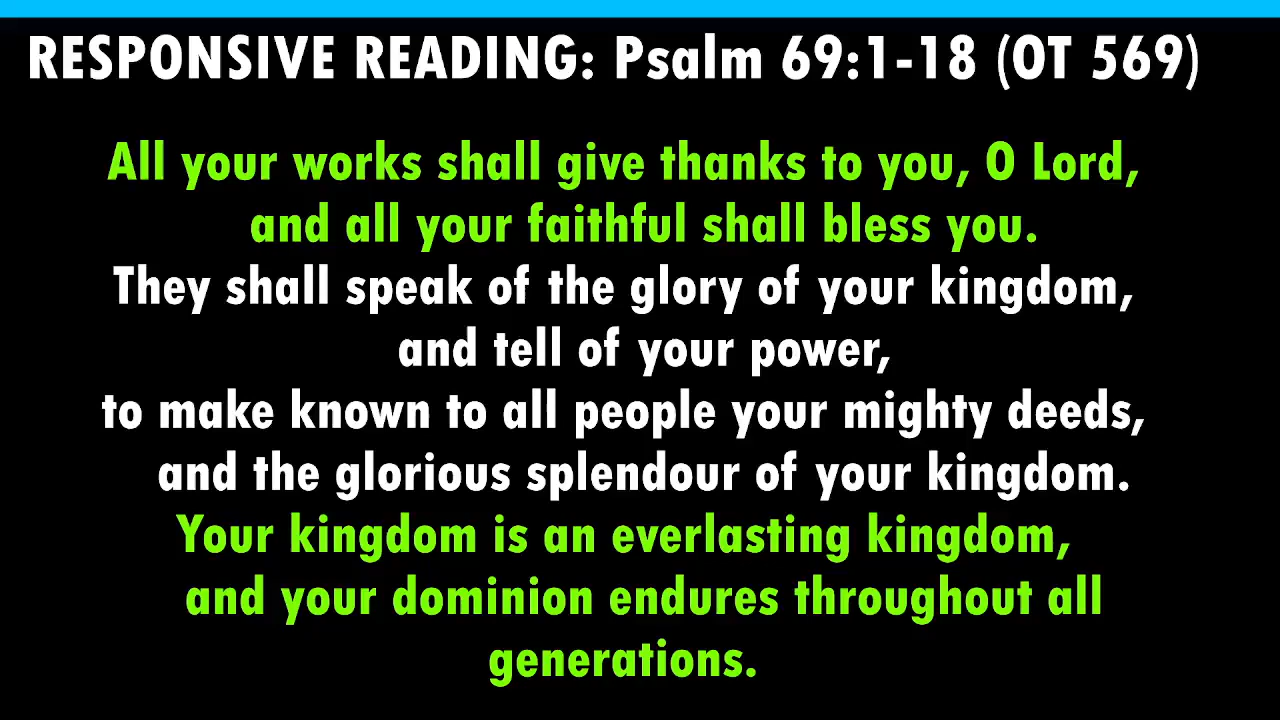 RESPONSIVE READING: Psalm 69:1-18 (OT 569)
All your works shall give thanks to you, O Lord,
and all your faithful shall bless you.
They shall speak of the glory of your kingdom,
and tell of your power,
to make known to all people your mighty deeds,
and the glorious splendour of your kingdom.
Your kingdom is an everlasting kingdom,
and your dominion endures throughout all
generations.